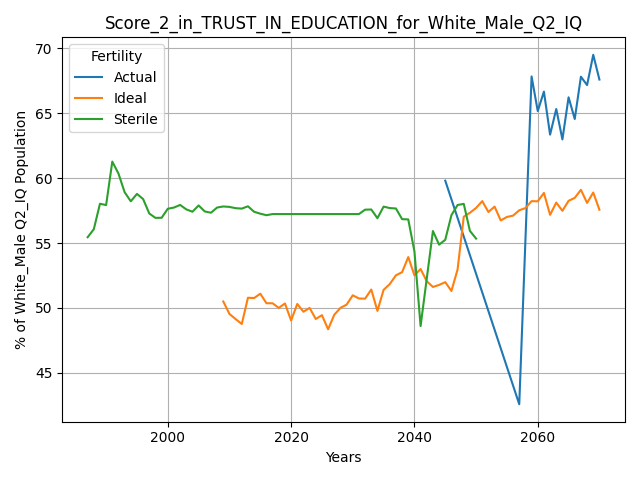 Score_2_in_TRUST_IN_EDUCATION_for_White_Male_Q2_IQ
Fertility
Actual
Ideal
Sterile
% of White_Male Q2_IQ Population
70
65
60
55
50
45
2000
2020
2040
2060
Years